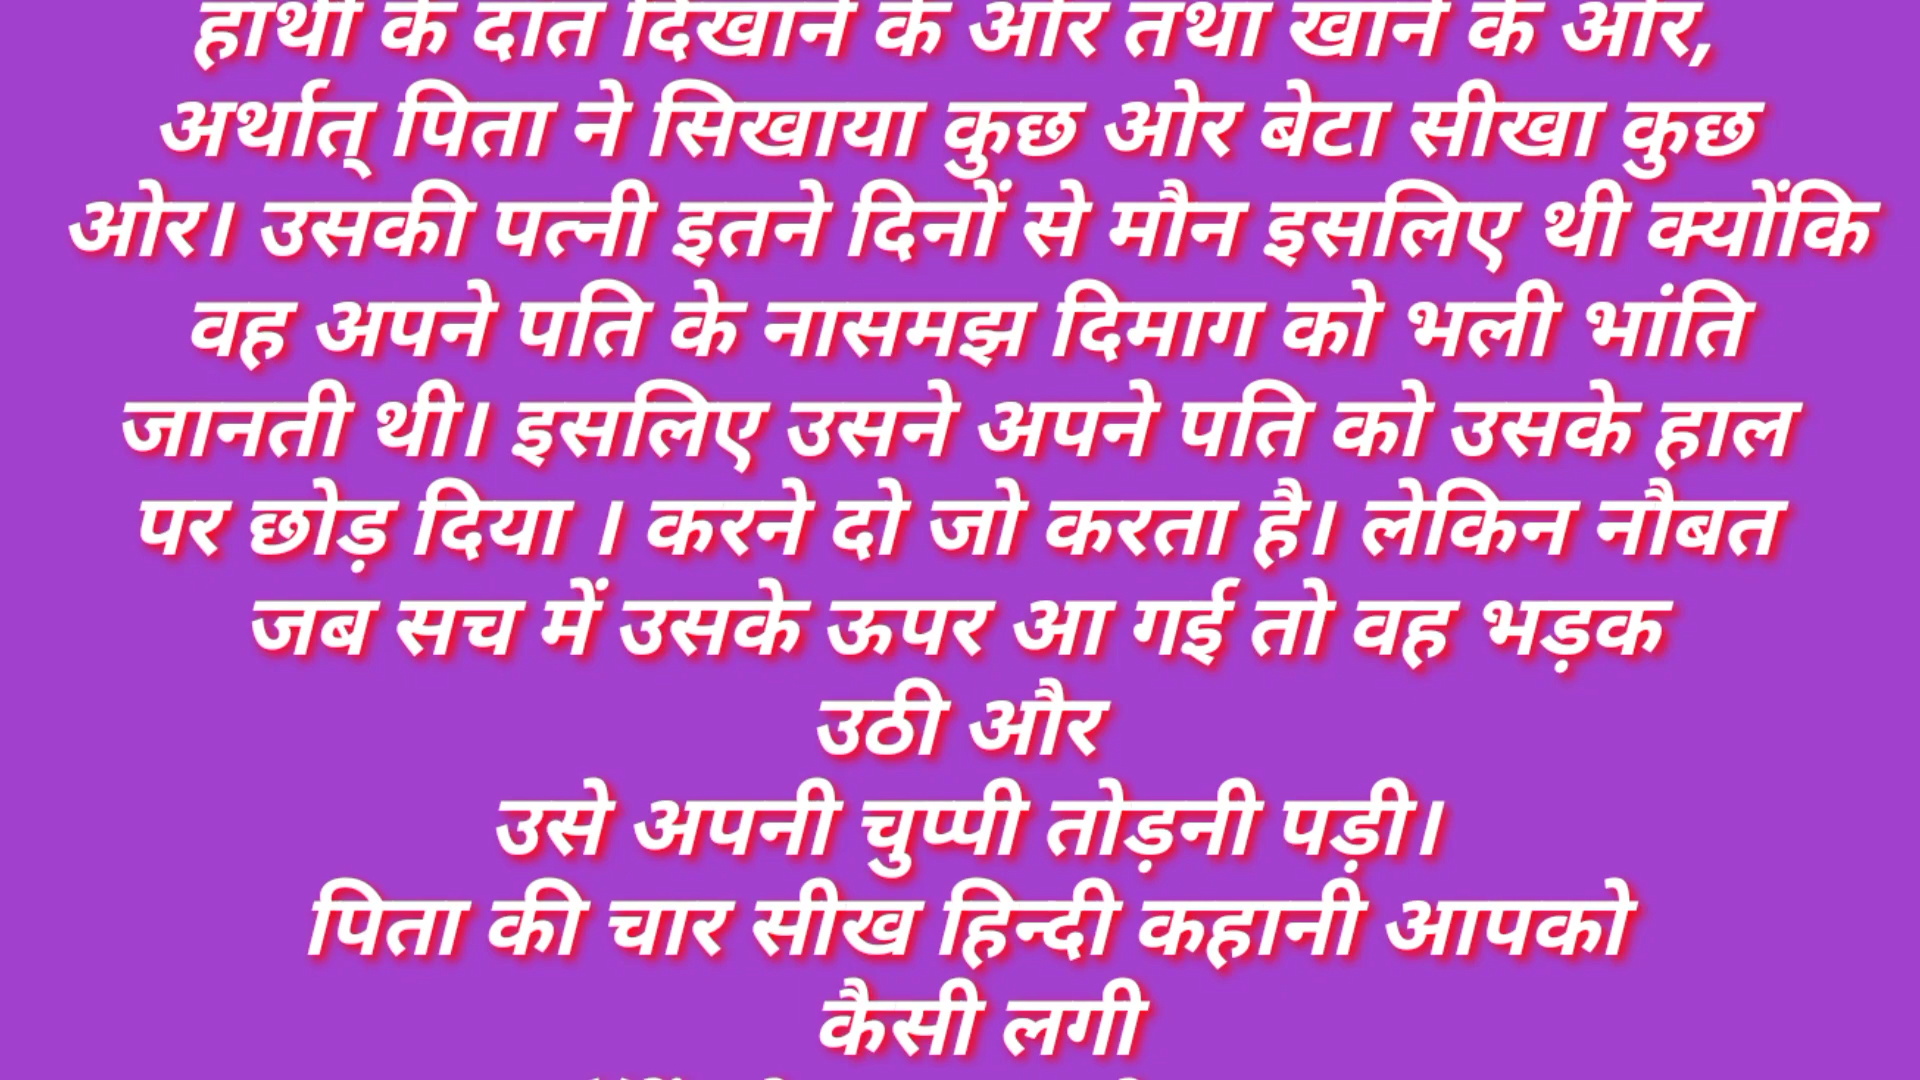 हाथी के दांत दिखाने के ओर तथा खाने के ओर,
अर्थात् पिता ने सिखाया कुछ ओर बेटा सीखा कुछ
ओर। उसकी पत्नी इतने दिनों से मौन इसलिए थी क्योंकि
वह अपने पति के नासमझ दिमाग को भली भांति
जानती थी। इसलिए उसने अपने पति को उसके हाल
पर छोड़ दिया । करने दो जो करता है। लेकिन नौबत
जब सच में उसके ऊपर आ गई तो वह भड़क
उठी और
उसे अपनी चुप्पी तोड़नी पड़ी।
पिता की चार सीख हिन्दी कहानी आपको
कैसी लगी